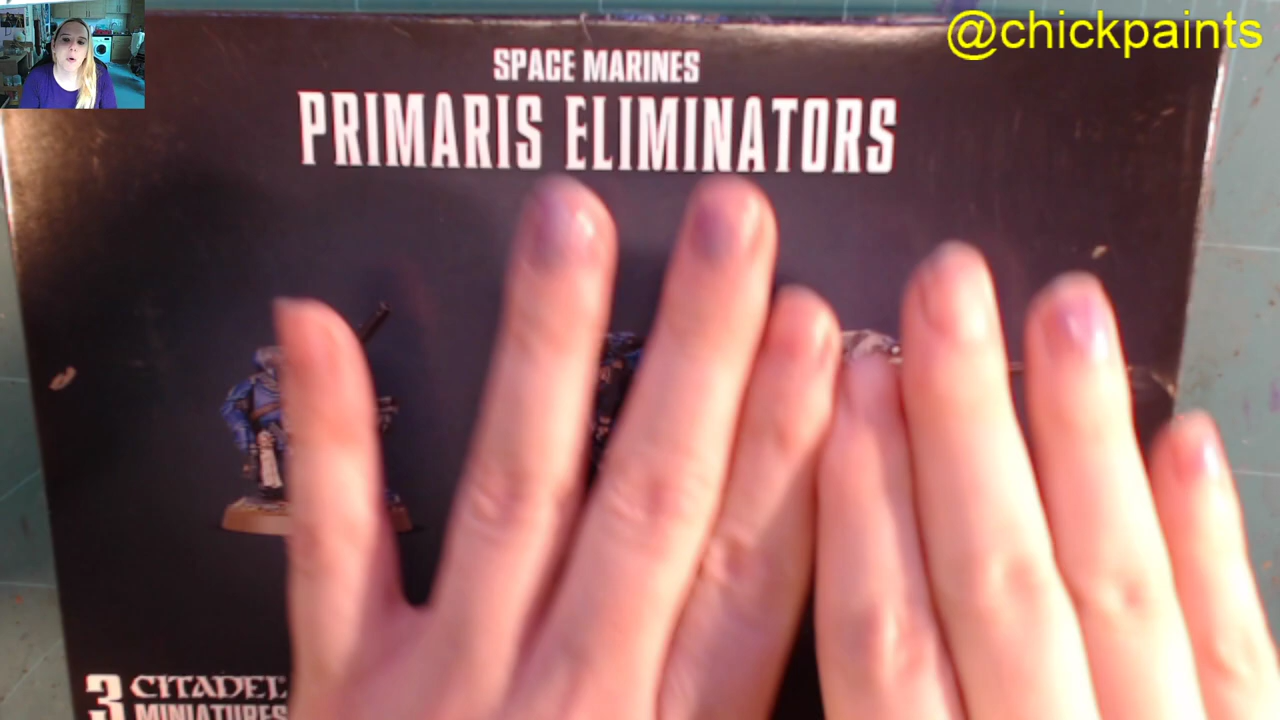 @chickpaints
SPACE MARINES
PRIMARIS ELIMINATORS
3 CITADEL
MINIATURES